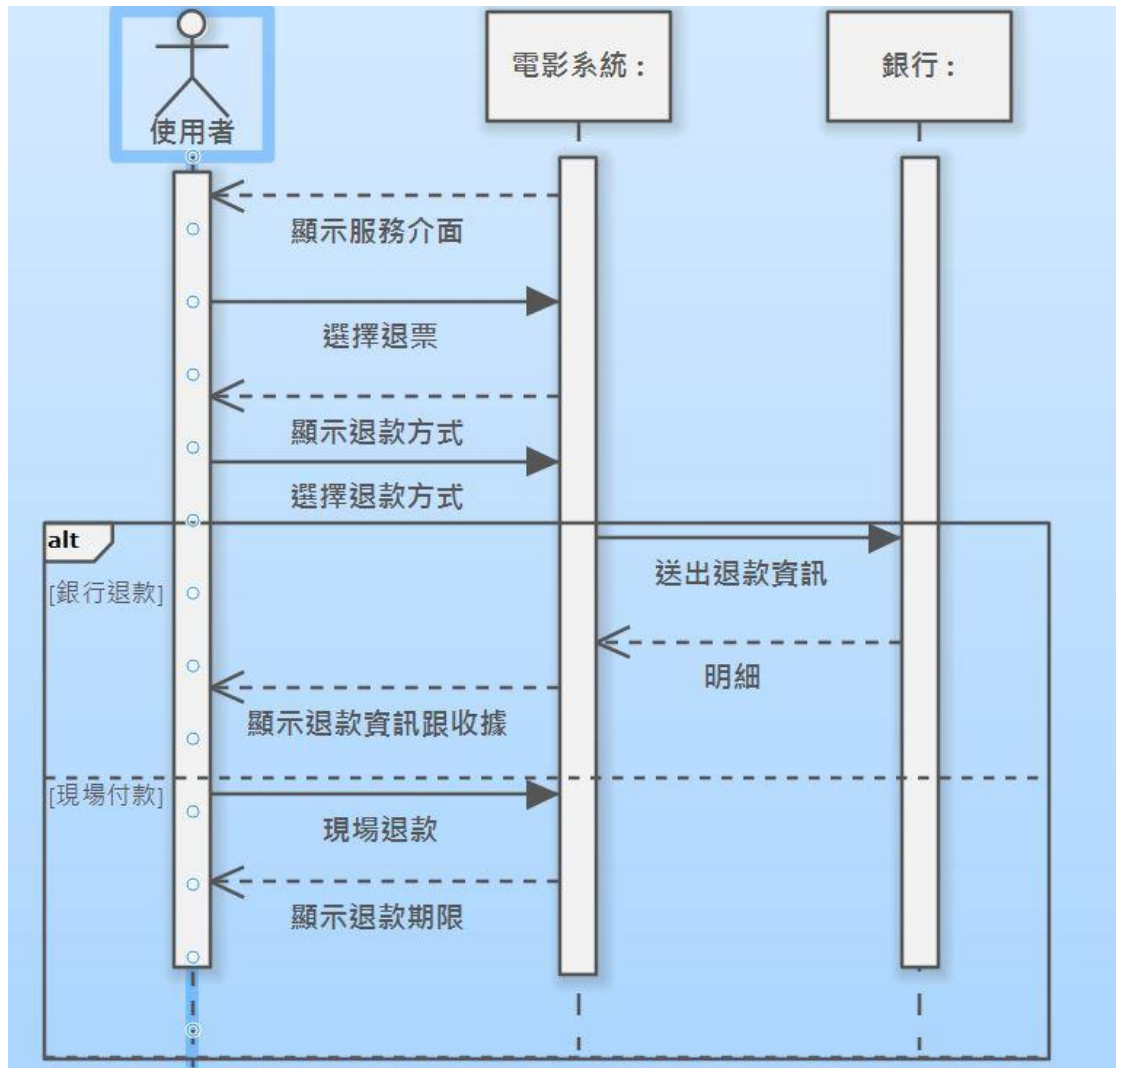 使用者
電影系統 :
銀行 :
顯示服務介面
選擇退票
顯示退款方式
選擇退款方式
alt
送出退款資訊
[銀行退款]
明細
顯示退款資訊跟收據
[現場付款]
現場退款
顯示退款期限